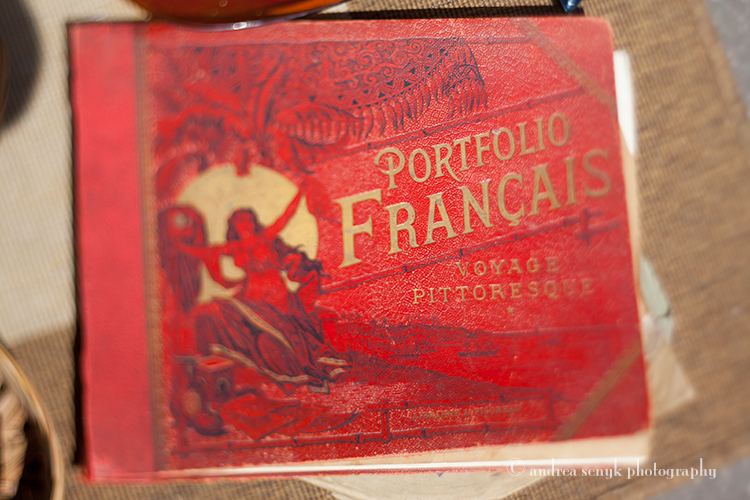 PORTFOLIO
FRANÇAIS
VOYAGE
PITTORESQUE
© andrea senyk photography